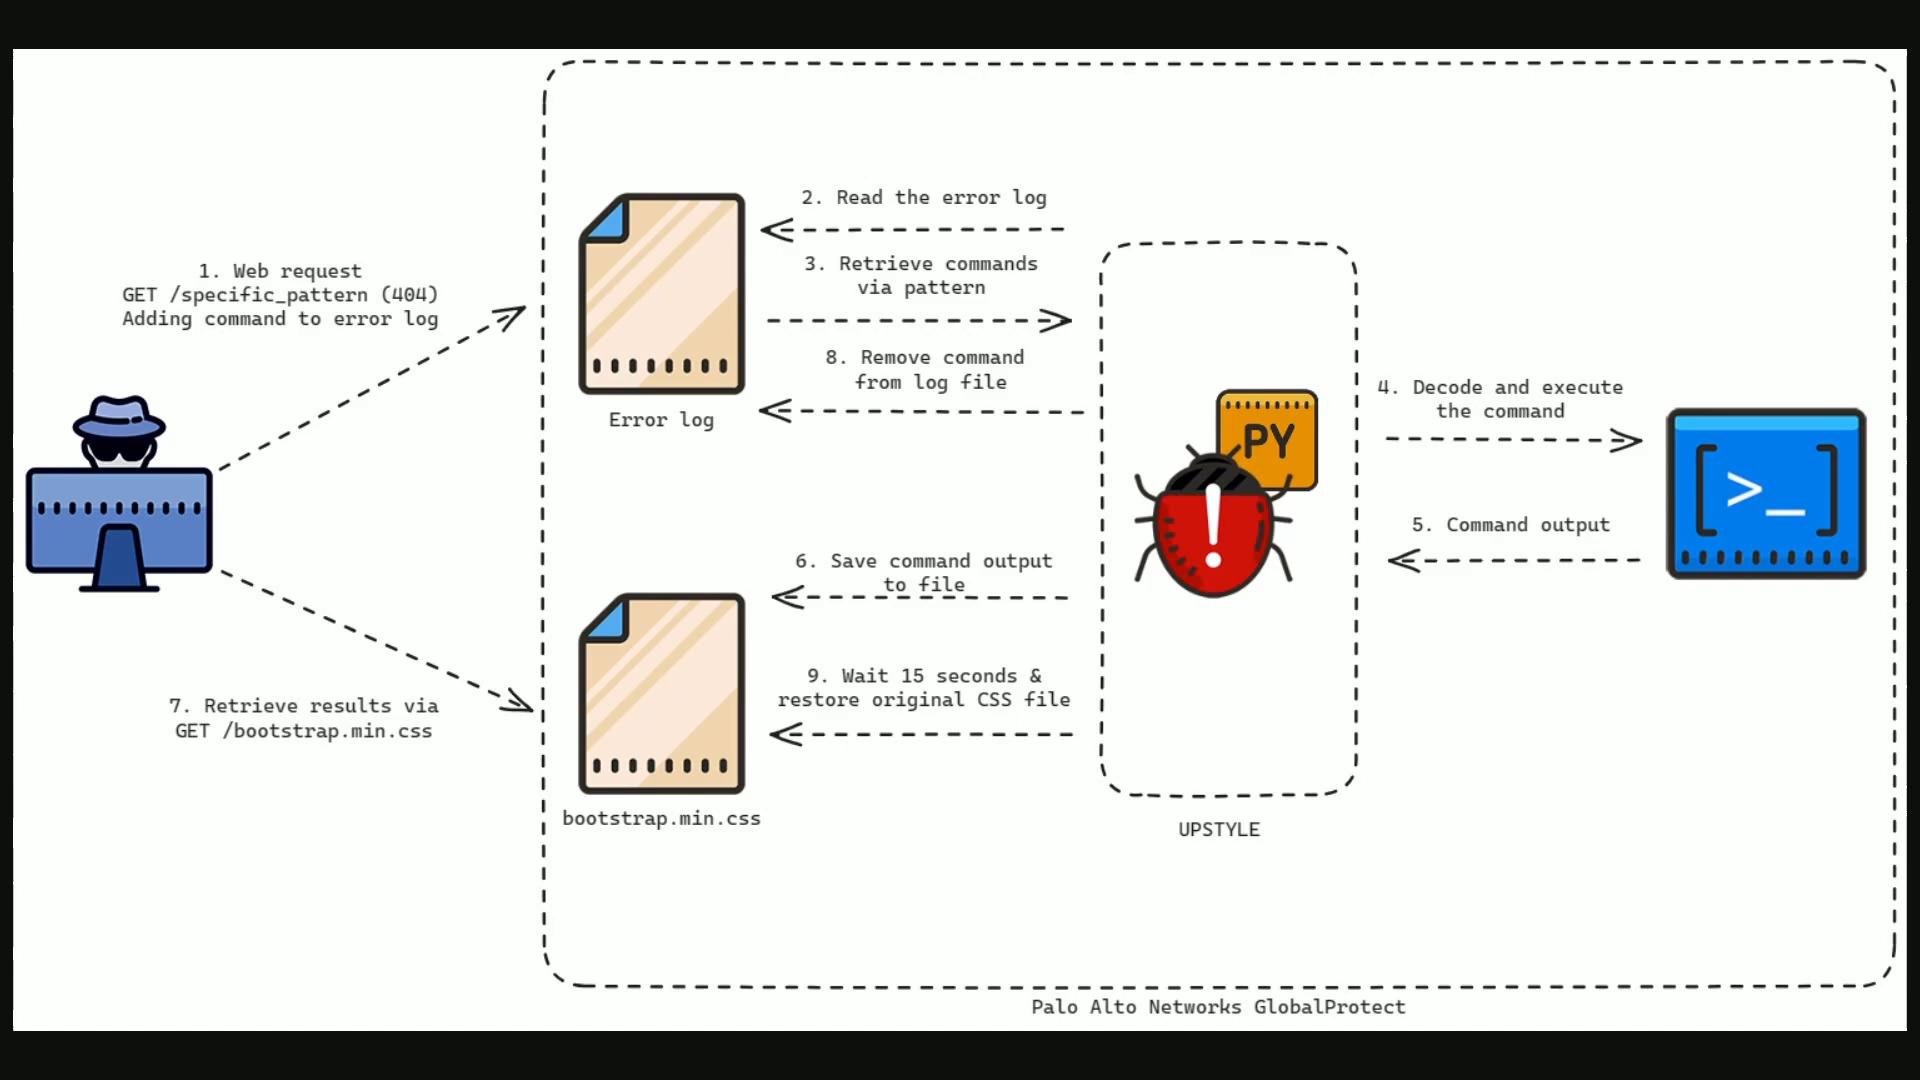 1. Web request
GET /specific_pattern (404)
Adding command to error log
2. Read the error log
3. Retrieve commands
via pattern
8. Remove command
from log file
Error log
PY
4. Decode and execute
the command
[>_]
5. Command output
6. Save command output
to file
7. Retrieve results via
GET /bootstrap.min.css
9. Wait 15 seconds &
restore original CSS file
bootstrap.min.css
UPSTYLE
Palo Alto Networks GlobalProtect